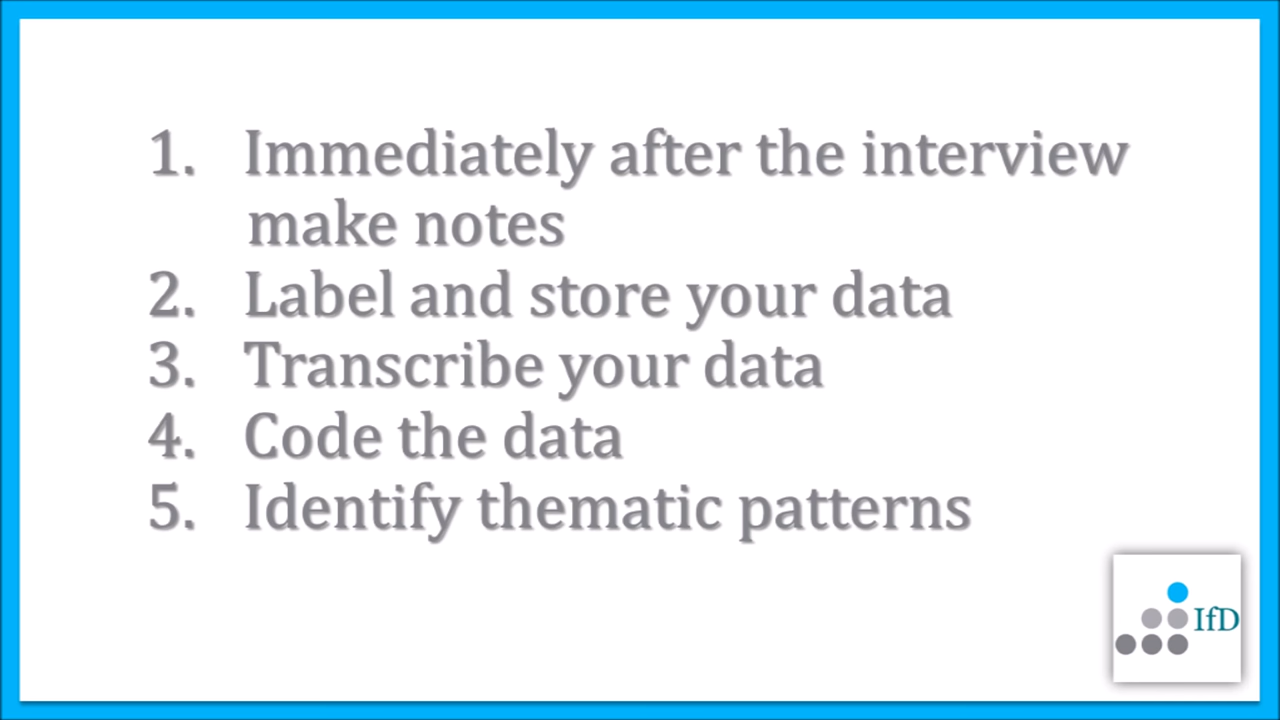 1. Immediately after the interview
make notes
2. Label and store your data
3. Transcribe your data
4. Code the data
5. Identify thematic patterns
IfD